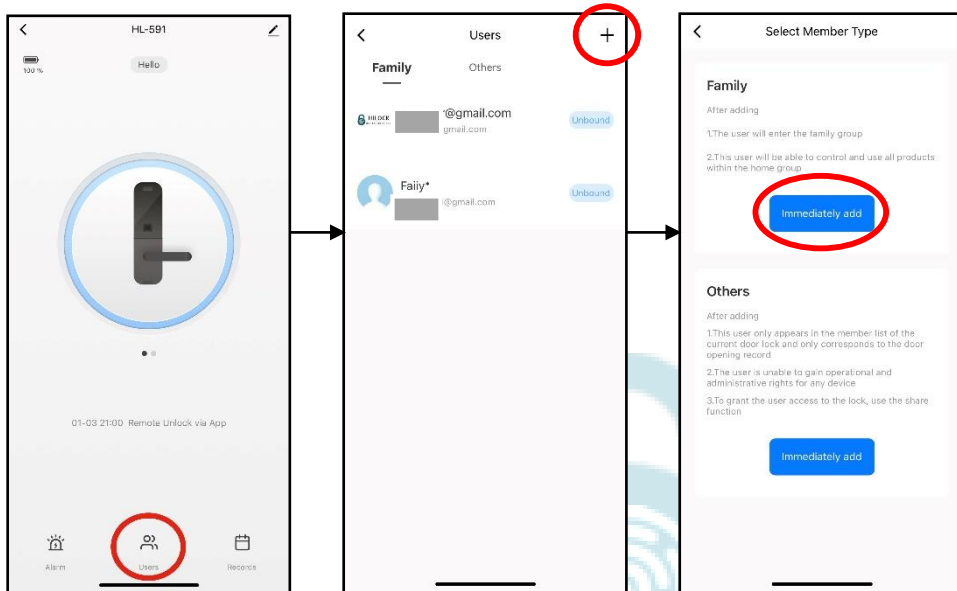 HL-591
100 %
Hello
01-03 21:00 Remote Unlock via App
Alarm
Users
Records
Users
Family
Others
HILOCK
@gmail.com
gmail.com
Unbound
Faiiy*
@gmail.com
Unbound
Select Member Type
Family
After adding
1.The user will enter the family group
2.This user will be able to control and use all products
within the home group
Immediately add
Others
After adding
1.This user only appears in the member list of the
current door lock and only corresponds to the door
opening record
2.The user is unable to gain operational and
administrative rights for any device
3.To grant the user access to the lock, use the share
function
Immediately add